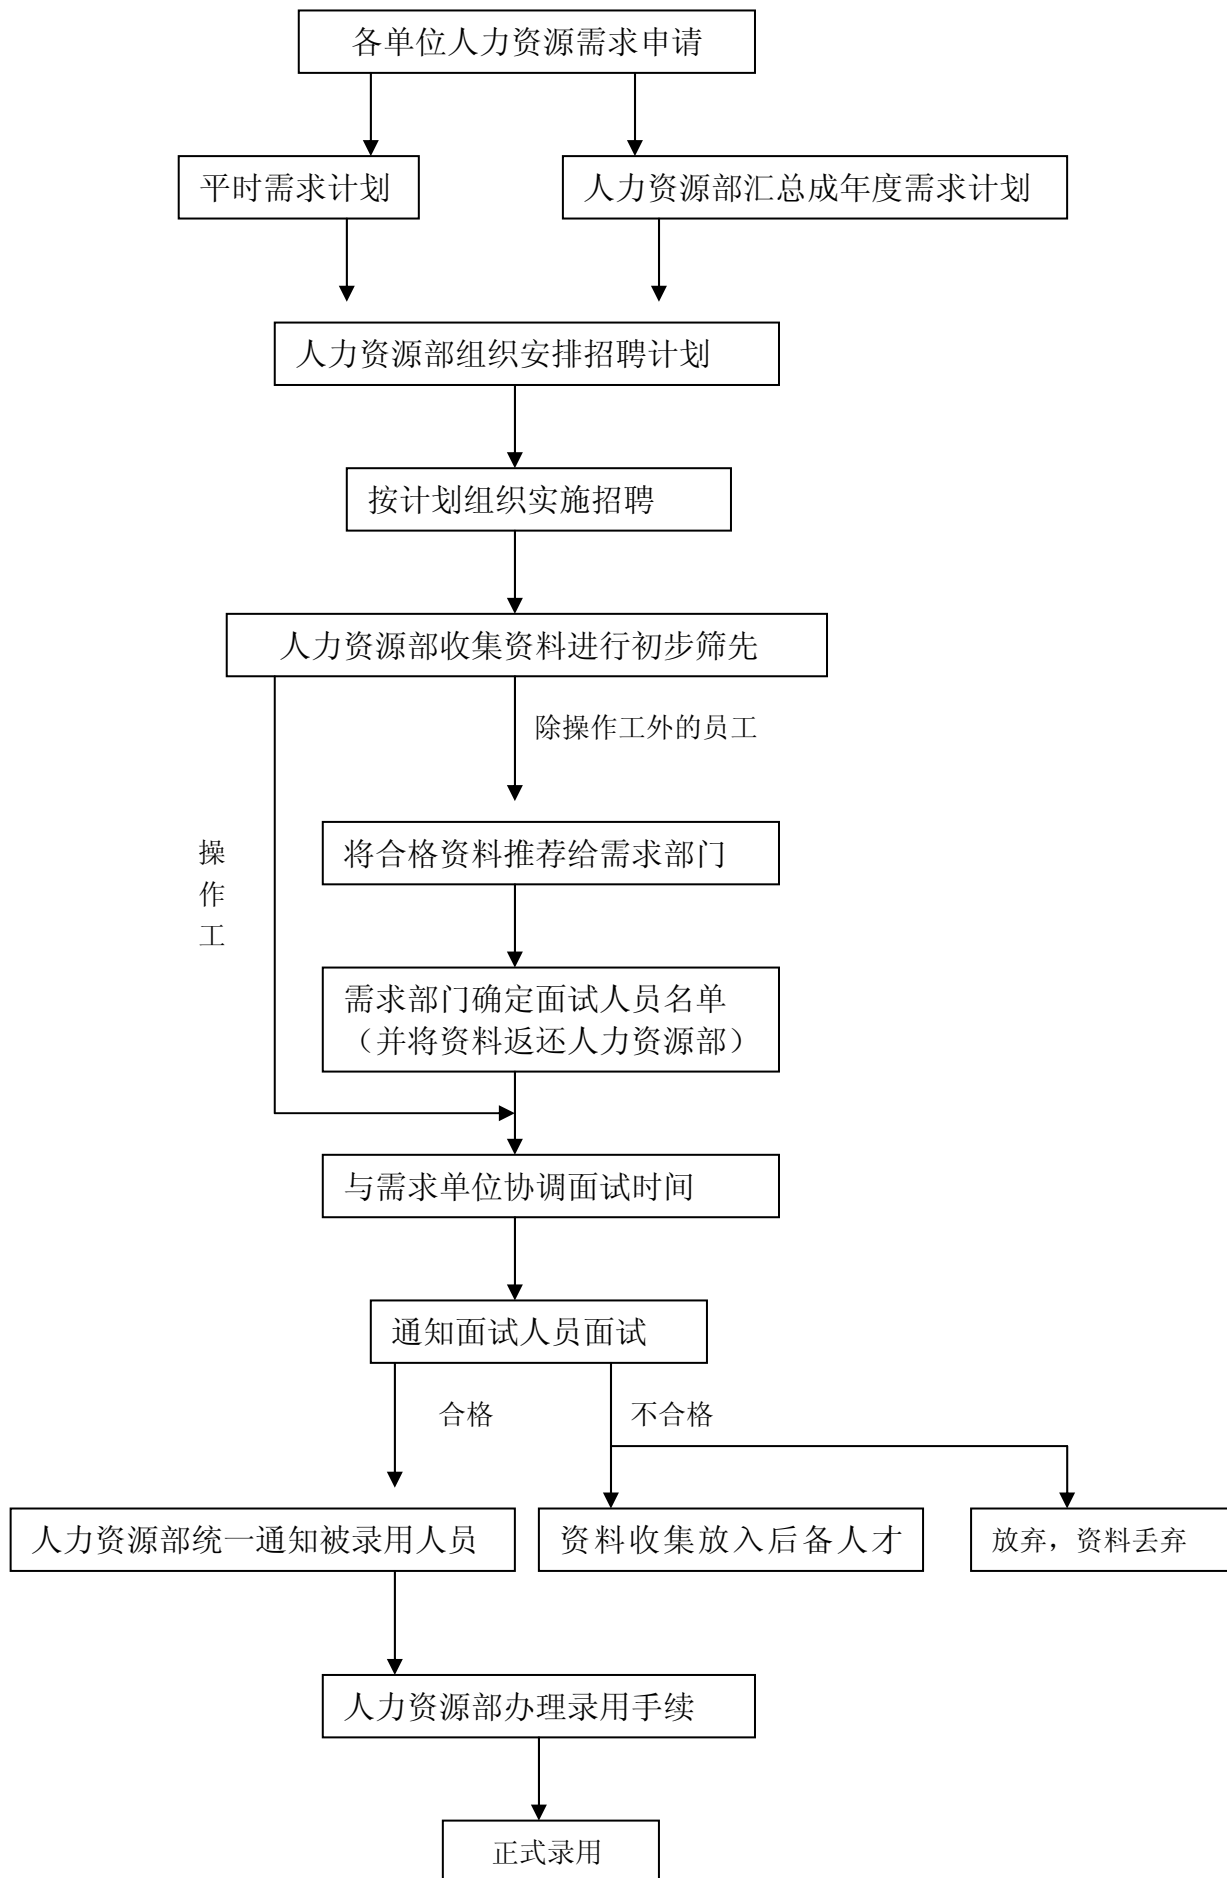 各单位人力资源需求申请
平时需求计划
人力资源部汇总成年度需求计划
人力资源部组织安排招聘计划
按计划组织实施招聘
人力资源部收集资料进行初步筛先
除操作工外的员工
操
作
工
将合格资料推荐给需求部门
需求部门确定面试人员名单
（并将资料返还人力资源部）
与需求单位协调面试时间
通知面试人员面试
合格
不合格
人力资源部统一通知被录用人员
资料收集放入后备人才
放弃，资料丢弃
人力资源部办理录用手续
正式录用